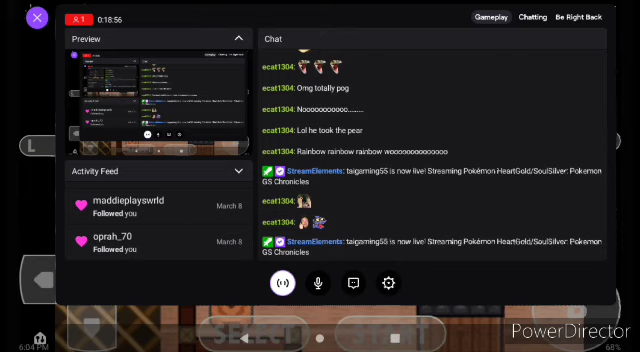 1 0:18:56 Gameplay Chatting Be Right Back
Preview
Activity Feed
maddieplayswrld
Followed you March 8
oprah_70
Followed you March 8
Chat
ecat1304:
ecat1304: Omg totally pog
ecat1304: Nooooooooooo.........
ecat1304: Lol he took the pear
ecat1304: Rainbow rainbow rainbow woooooooooooooo
StreamElements: taigaming55 is now live! Streaming Pokémon HeartGold/SoulSilver: Pokemon
GS Chronicles
ecat1304:
ecat1304:
StreamElements: taigaming55 is now live! Streaming Pokémon HeartGold/SoulSilver: Pokemon
GS Chronicles
L
SELECT START
6:04 PM 68%
PowerDirector